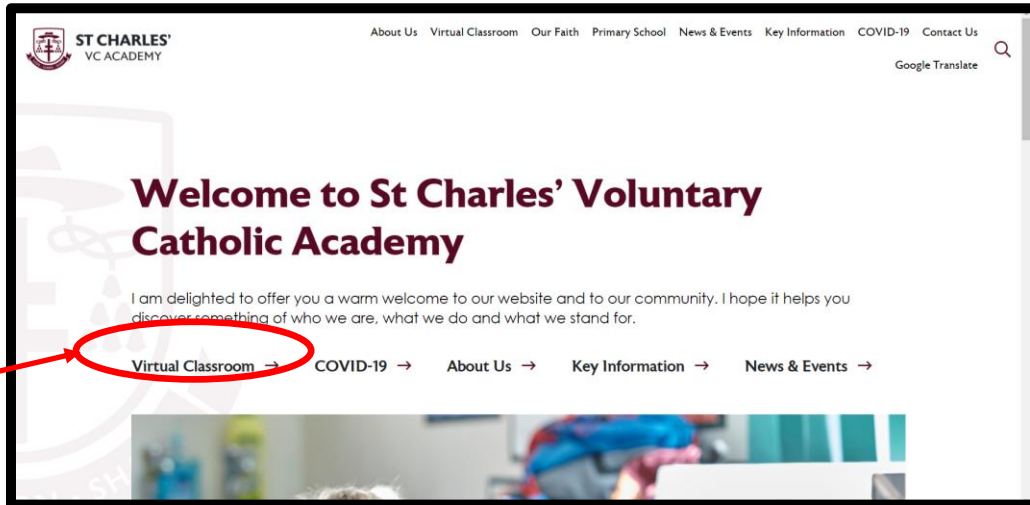 ST CHARLES'
VC ACADEMY
About Us Virtual Classroom Our Faith Primary School News & Events Key Information COVID-19 Contact Us
Google Translate
Welcome to St Charles' Voluntary
Catholic Academy
I am delighted to offer you a warm welcome to our website and to our community. I hope it helps you
discover something of who we are, what we do and what we stand for.
Virtual Classroom → COVID-19 → About Us → Key Information → News & Events →